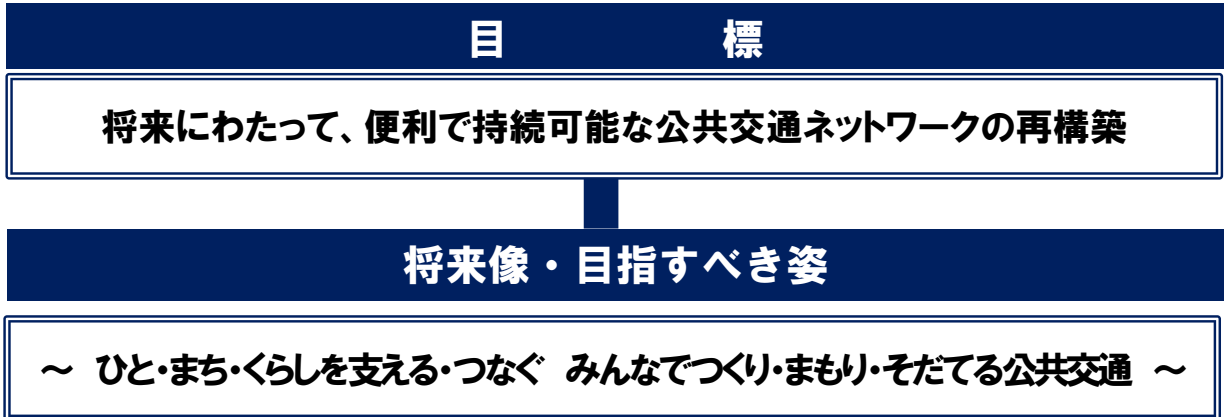 目　標
将来にわたって、便利で持続可能な公共交通ネットワークの再構築
将来像・目指すべき姿
～ ひと・まち・くらしを支える・つなぐ みんなでつくり・まもり・そだてる公共交通 ～